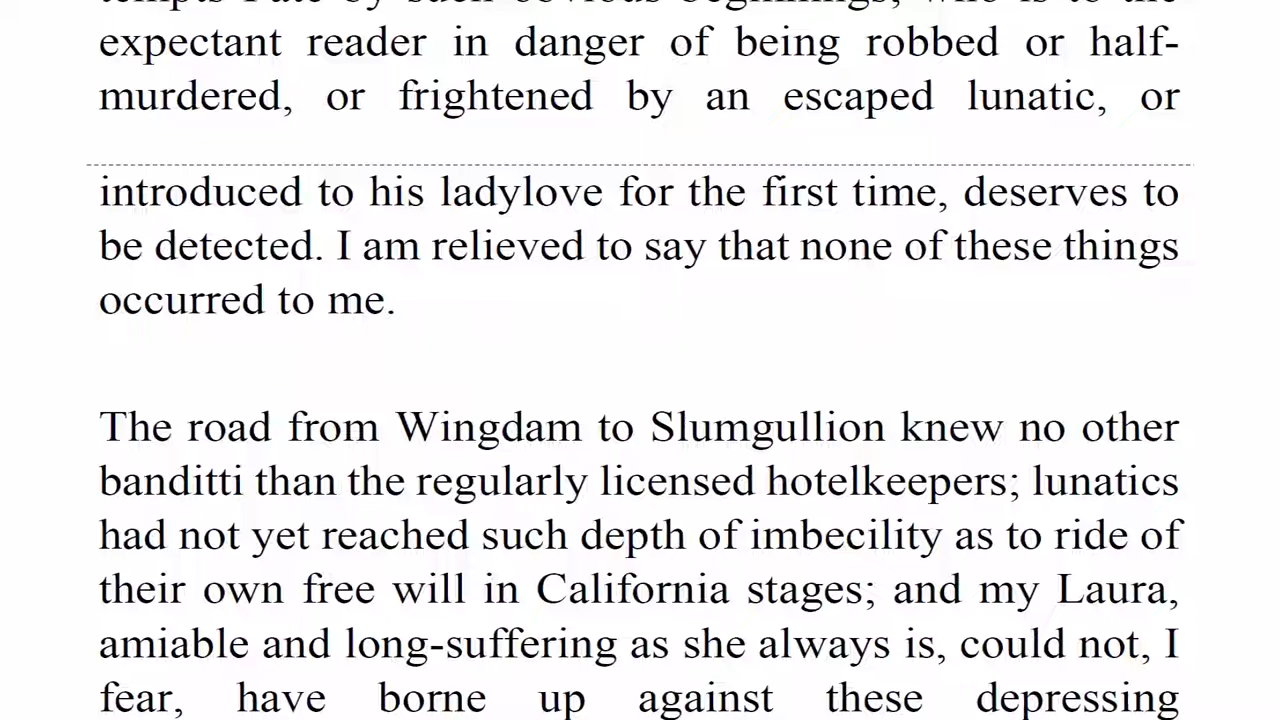 expectant reader in danger of being robbed or half-
murdered, or frightened by an escaped lunatic, or
introduced to his ladylove for the first time, deserves to
be detected. I am relieved to say that none of these things
occurred to me.
The road from Wingdam to Slumgullion knew no other
banditti than the regularly licensed hotelkeepers; lunatics
had not yet reached such depth of imbecility as to ride of
their own free will in California stages; and my Laura,
amiable and long-suffering as she always is, could not, I
fear, have borne up against these depressing